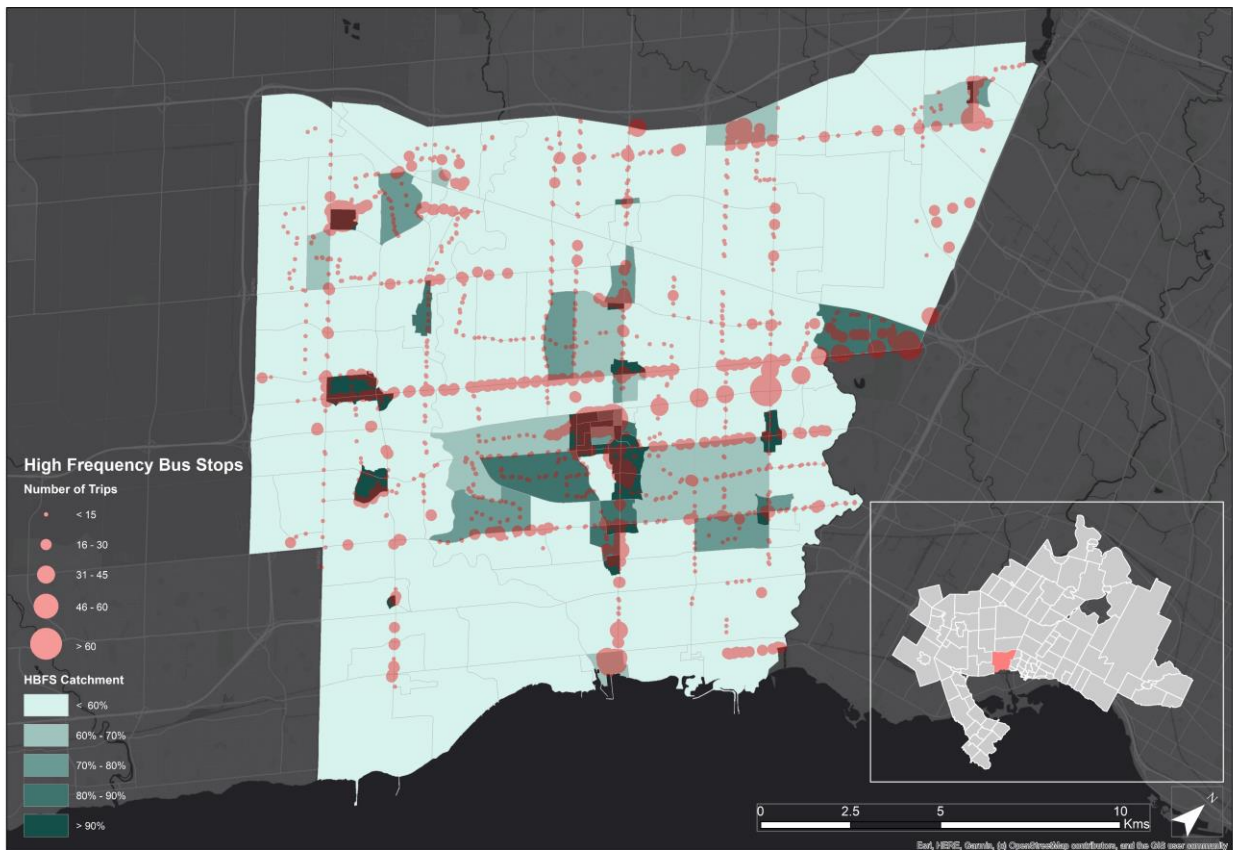 High Frequency Bus Stops
Number of Trips
< 15
16 - 30
31 - 45
46 - 60
> 60
HBFS Catchment
< 60%
60% - 70%
70% - 80%
80% - 90%
> 90%
0 2.5 5 10
Kms
N
Esri, HERE, Garmin, (c) OpenStreetMap contributors, and the GIS user community